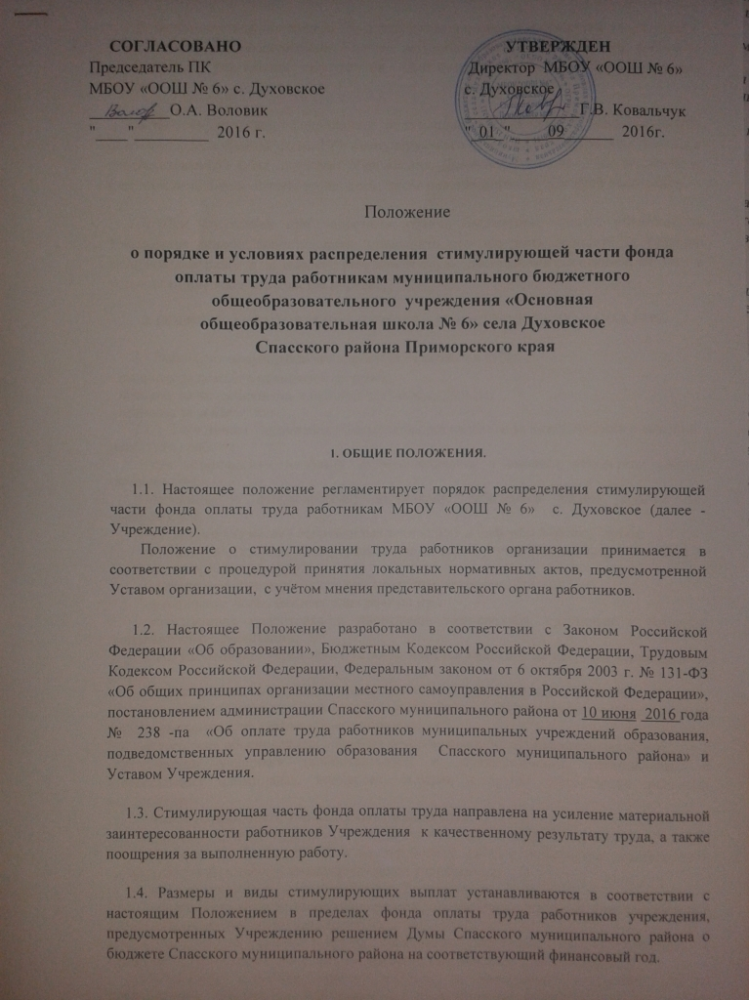 СОГЛАСОВАНО
Председатель ПК
МБОУ «ООШ № 6» с. Духовское
__________О.А. Воловик
"____ "__________ 2016 г.
УТВЕРЖДЕН
Директор МБОУ «ООШ № 6»
с. Духовское
______________ Г.В. Ковальчук
"_01_"____09______ 2016г.
Положение
о порядке и условиях распределения стимулирующей части фонда
оплаты труда работникам муниципального бюджетного
общеобразовательного учреждения «Основная
общеобразовательная школа № 6» села Духовское
Спасского района Приморского края
1. ОБЩИЕ ПОЛОЖЕНИЯ.
1.1. Настоящее положение регламентирует порядок распределения стимулирующей
части фонда оплаты труда работникам МБОУ «ООШ № 6» с. Духовское (далее -
Учреждение).
Положение о стимулировании труда работников организации принимается в
соответствии с процедурой принятия локальных нормативных актов, предусмотренной
Уставом организации, с учётом мнения представительского органа работников.
1.2. Настоящее Положение разработано в соответствии с Законом Российской
Федерации «Об образовании», Бюджетным Кодексом Российской Федерации, Трудовым
Кодексом Российской Федерации, Федеральным законом от 6 октября 2003 г. № 131-ФЗ
«Об общих принципах организации местного самоуправления в Российской Федерации»,
постановлением администрации Спасского муниципального района от 10 июня 2016 года
№ 238 -па «Об оплате труда работников муниципальных учреждений образования,
подведомственных управлению образования Спасского муниципального района» и
Уставом Учреждения.
1.3. Стимулирующая часть фонда оплаты труда направлена на усиление материальной
заинтересованности работников Учреждения к качественному результату труда, а также
поощрения за выполненную работу.
1.4. Размеры и виды стимулирующих выплат устанавливаются в соответствии с
настоящим Положением в пределах фонда оплаты труда работников учреждения,
предусмотренных Учреждению решением Думы Спасского муниципального района о
бюджете Спасского муниципального района на соответствующий финансовый год.